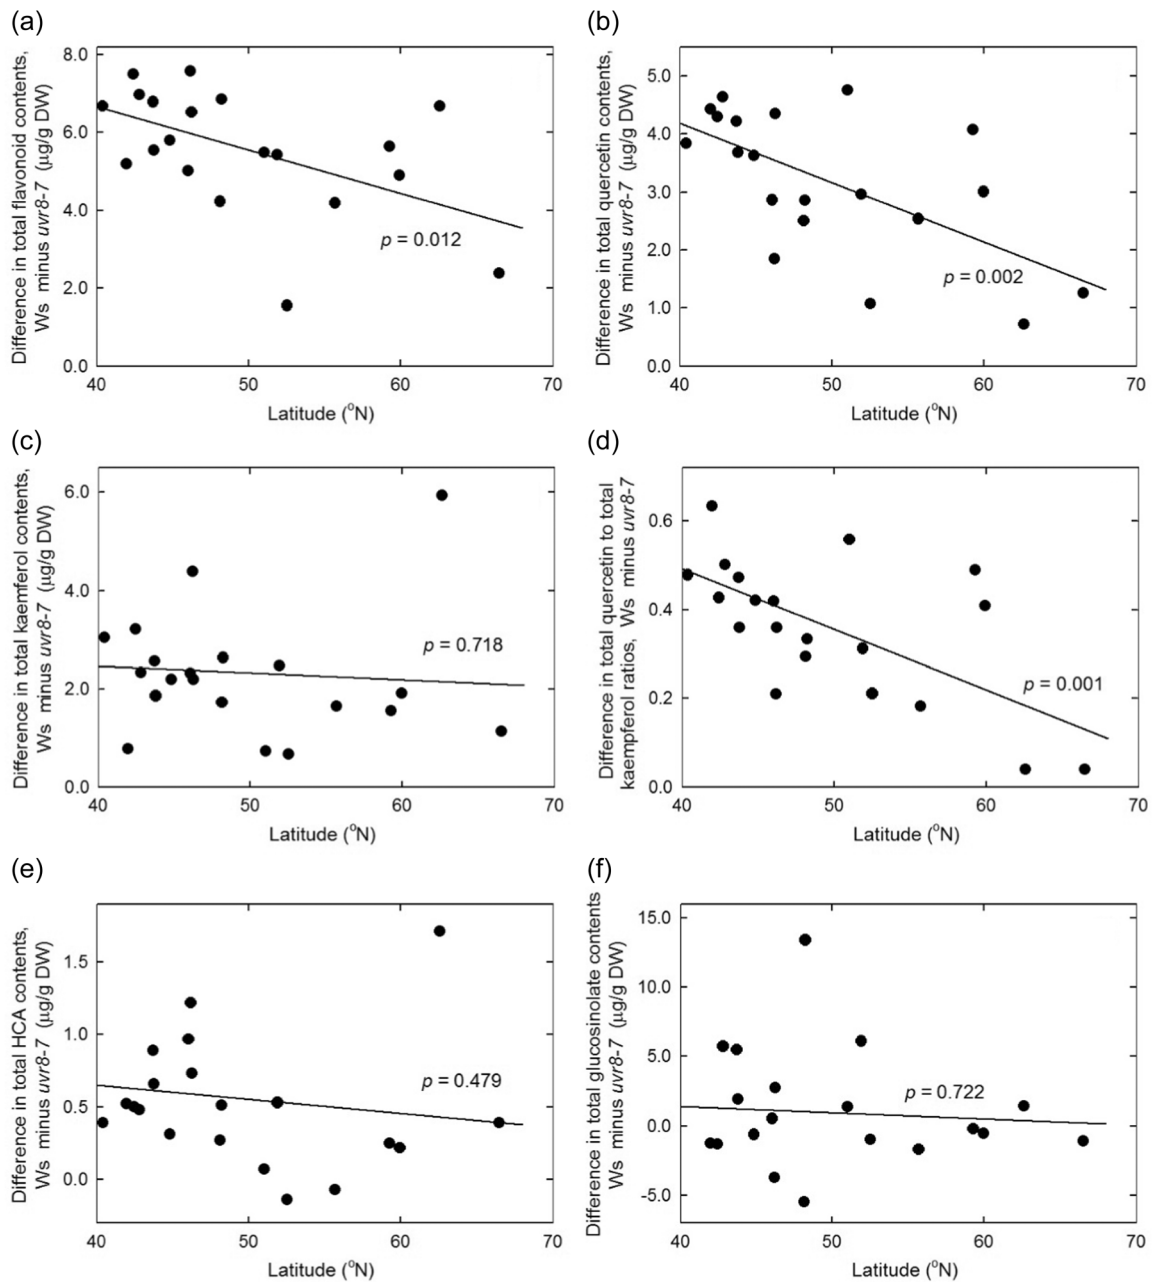 (a)
Difference in total flavonoid contents,
Ws minus uvr8-7 (µg/g DW)
8.0
6.0
4.0
2.0
0.0
p = 0.012
40 50 60 70
Latitude (°N)
(b)
Difference in total quercetin contents,
Ws minus uvr8-7 (µg/g DW)
5.0
4.0
3.0
2.0
1.0
0.0
p = 0.002
40 50 60 70
Latitude (°N)
(c)
Difference in total kaemferol contents,
Ws minus uvr8-7 (µg/g DW)
6.0
4.0
2.0
0.0
p = 0.718
40 50 60 70
Latitude (°N)
(d)
Difference in total quercetin to total
kaempferol ratios, Ws minus uvr8-7
0.6
0.4
0.2
0.0
p = 0.001
40 50 60 70
Latitude (°N)
(e)
Difference in total HCA contents,
Ws minus uvr8-7 (µg/g DW)
1.5
1.0
0.5
0.0
p = 0.479
40 50 60 70
Latitude (°N)
(f)
Difference in total glucosinolate contents
Ws minus uvr8-7 (µg/g DW)
15.0
10.0
5.0
0.0
-5.0
p = 0.722
40 50 60 70
Latitude (°N)